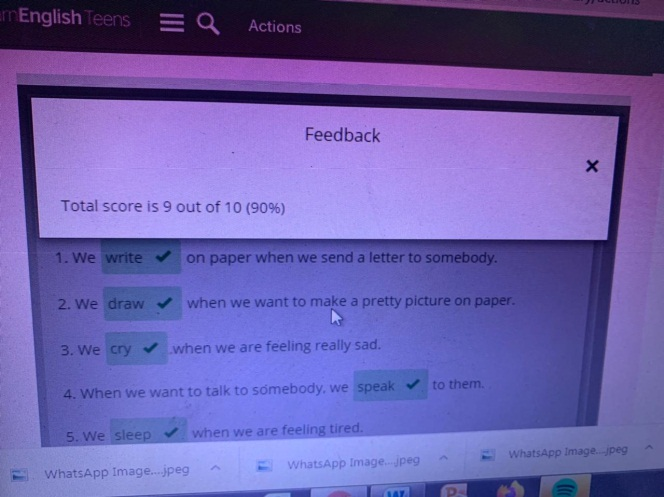 rnEnglish Teens
Actions
Feedback
×
Total score is 9 out of 10 (90%)
1. We write ✔ on paper when we send a letter to somebody.
2. We draw ✔ when we want to make a pretty picture on paper.
3. We cry ✔ .when we are feeling really sad.
4. When we want to talk to somebody, we speak ✔ to them.
5. We sleep ✔ when we are feeling tired.
WhatsApp Image....jpeg
WhatsApp Image....jpeg
WhatsApp Image....jpeg